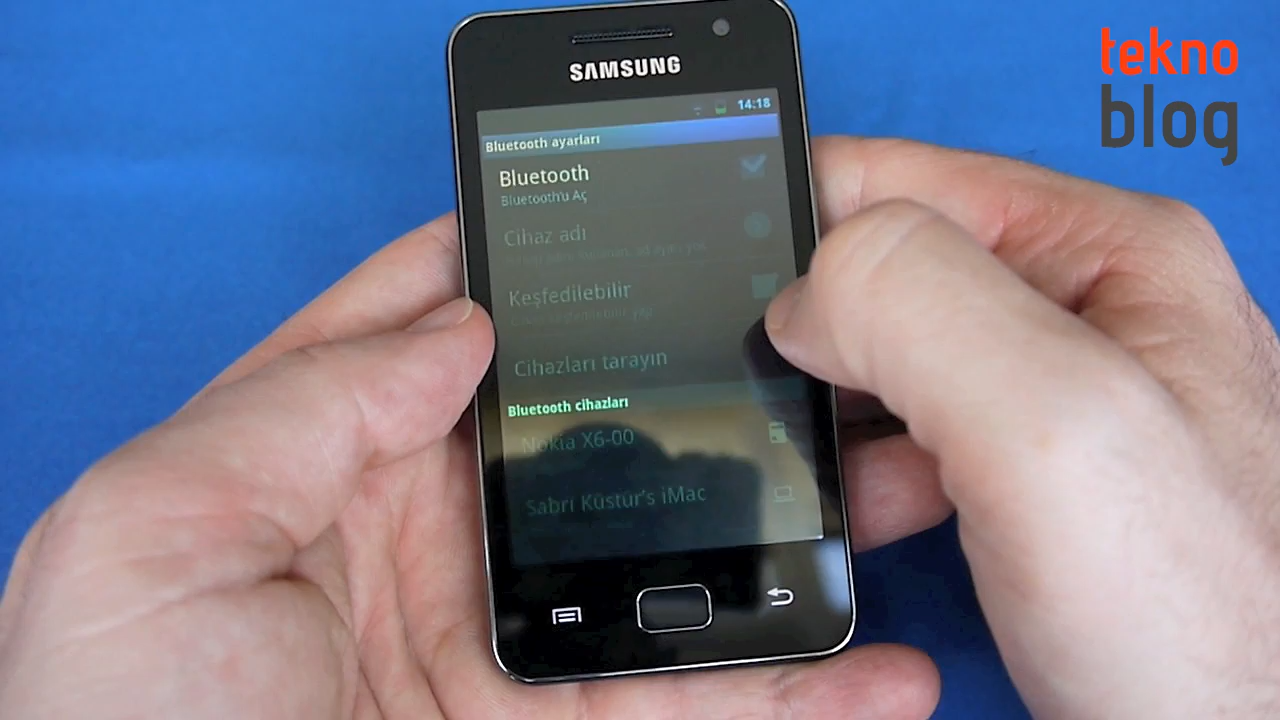 tekno
blog
SAMSUNG
14:18
Bluetooth ayarları
Bluetooth
Bluetooth'u Aç
Cihaz adı
Keşfedilebilir
Cihazları tarayın
Bluetooth cihazları
Nokia X6-00
Sabri Küstür's iMac